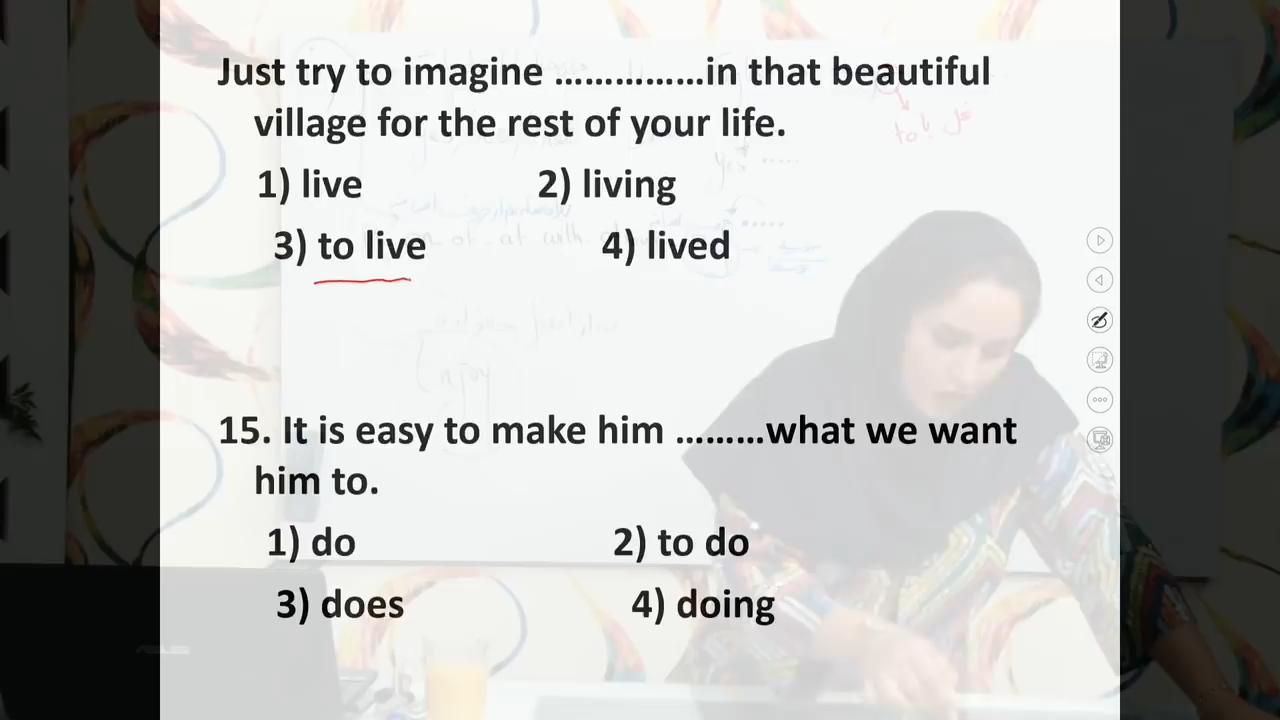 Just try to imagine ...............in that beautiful
village for the rest of your life.
1) live 2) living
3) to live 4) lived
15. It is easy to make him .........what we want
him to.
1) do 2) to do
3) does 4) doing